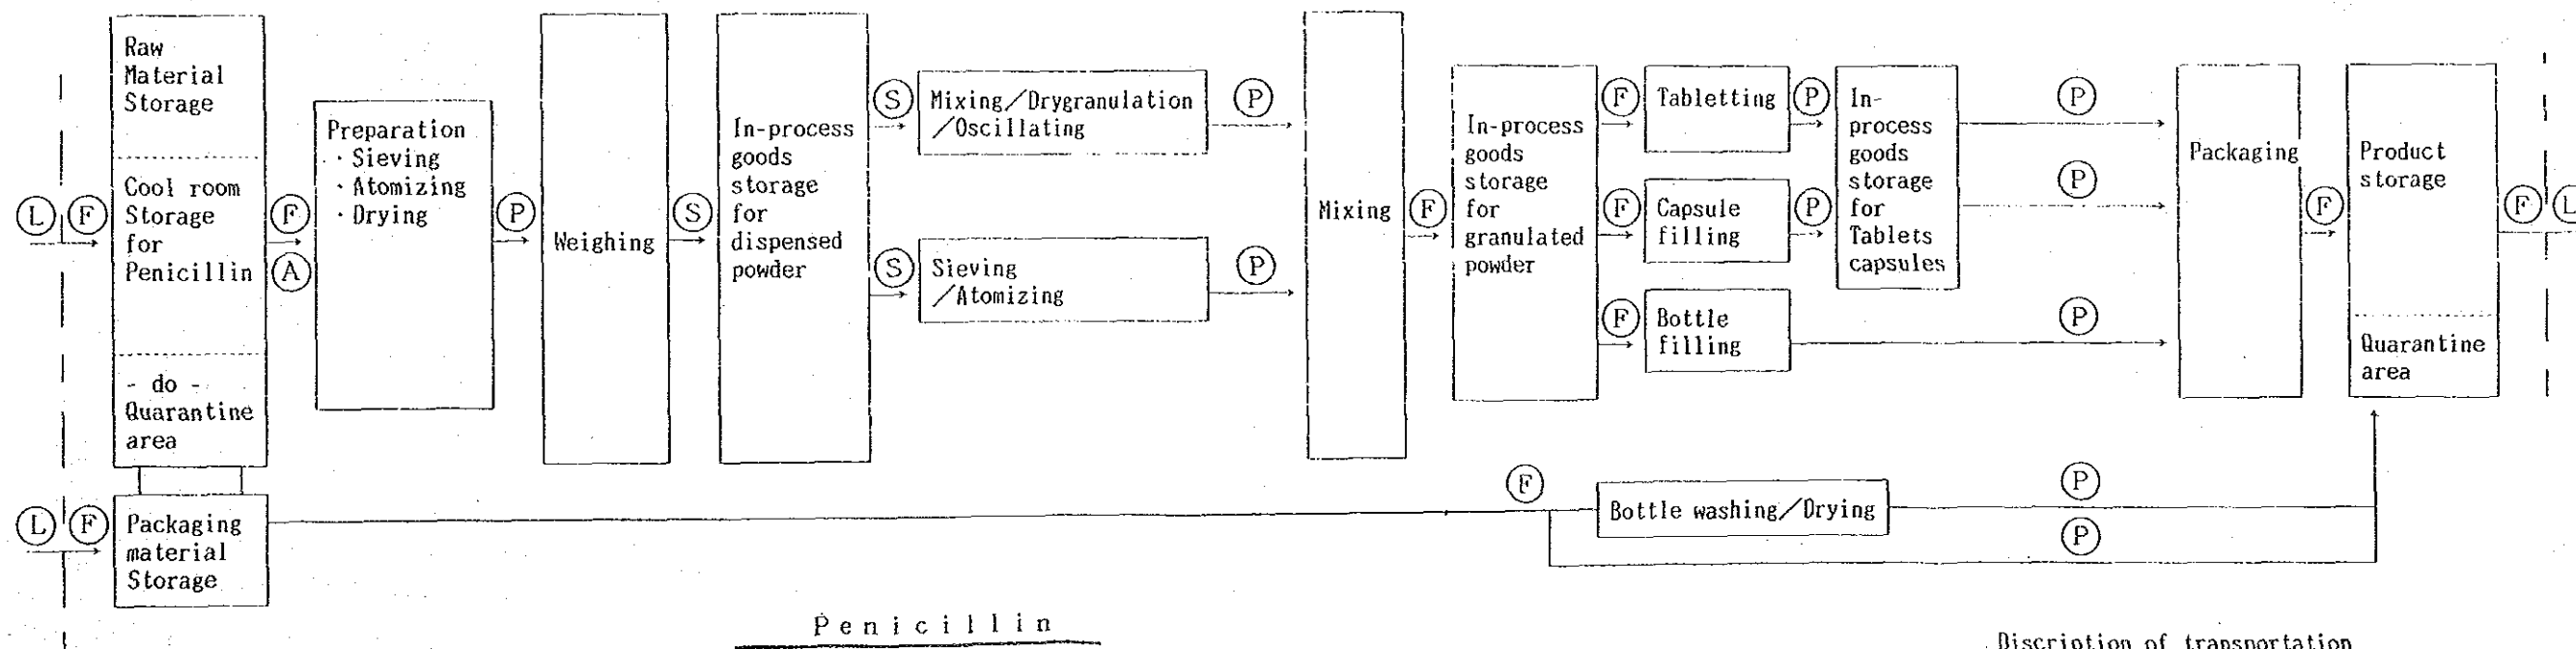 Raw
Material
Storage
Cool room
Storage
for
Penicillin
- do -
Quarantine
area
L F
F
A
Preparation
· Sieving
· Atomizing
· Drying
P
Weighing
S
In-process
goods
storage
for
dispensed
powder
S
Mixing/Drygranulation
/Oscillating
P
S
Sieving
/Atomizing
P
Mixing
F
In-process
goods
storage
for
granulated
powder
F
Tabletting
P
F
Capsule
filling
P
F
Bottle
filling
In-
process
goods
storage
for
Tablets
capsules
P
P
P
Packaging
F
Product
storage
Quarantine
area
F L
L F
Packaging
material
Storage
F
Bottle washing/Drying
P
P
Penicillin
Discription of transportation